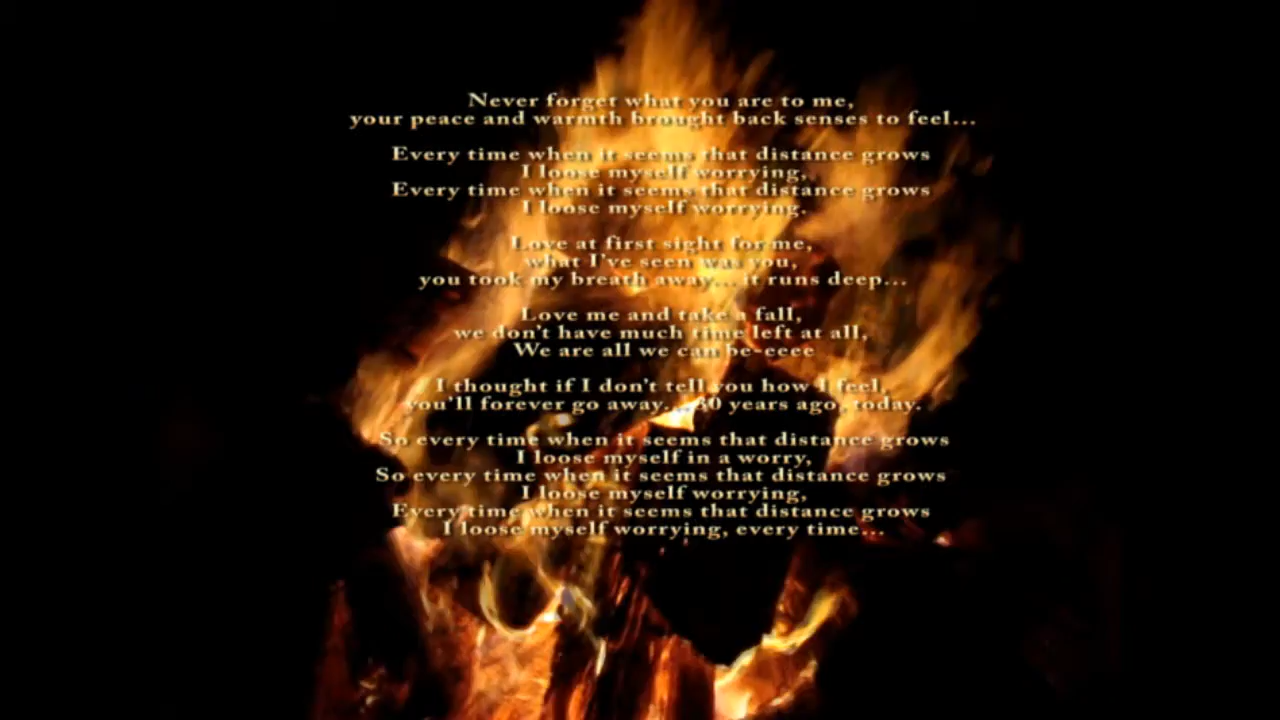 Never forget what you are to me,
your peace and warmth brought back senses to feel...
Every time when it seems that distance grows
I loose myself worrying,
Every time when it seems that distance grows
I loose myself worrying.
Love at first sight for me,
what I've seen was you,
you took my breath away... it runs deep...
Love me and take a fall,
we don't have much time left at all,
We are all we can be-eeee
I thought if I don't tell you how I feel,
you'll forever go away... 30 years ago, today.
So every time when it seems that distance grows
I loose myself in a worry,
So every time when it seems that distance grows
I loose myself worrying,
Every time when it seems that distance grows
I loose myself worrying, every time...